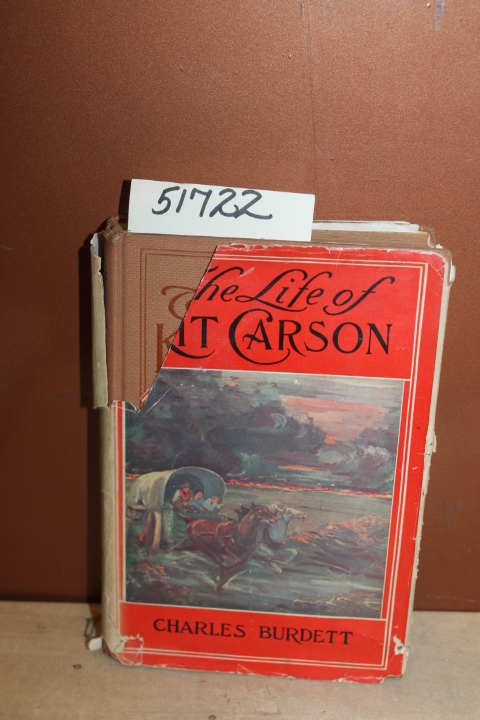 51722
The Life of
KIT CARSON
CHARLES BURDETT